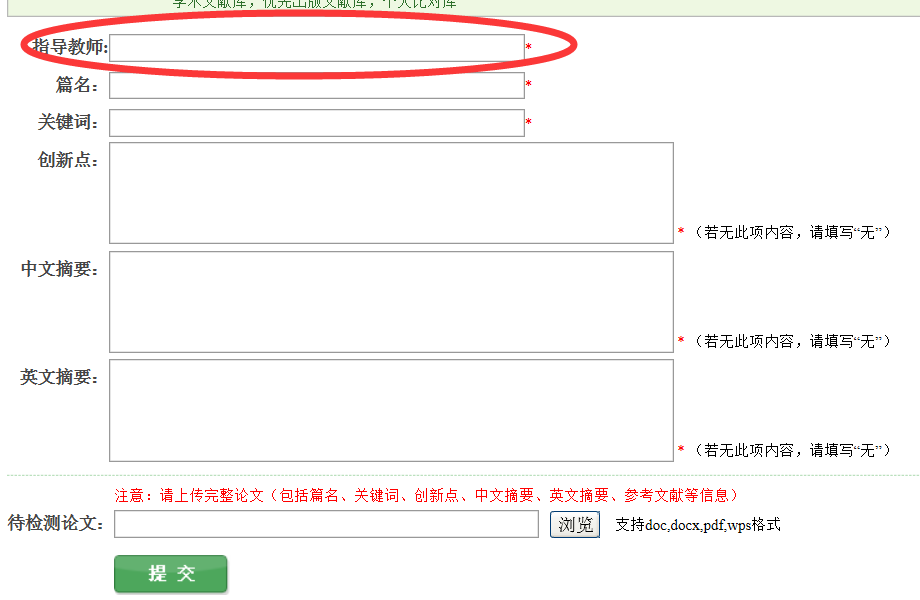 学术文献库，优先出版文献库，个人比对库
指导教师:*
篇名：*
关键词：*
创新点：
*（若无此项内容，请填写“无”）
中文摘要：
*（若无此项内容，请填写“无”）
英文摘要：
*（若无此项内容，请填写“无”）
注意：请上传完整论文（包括篇名、关键词、创新点、中文摘要、英文摘要、参考文献等信息）
待检测论文： 浏览 支持doc,docx,pdf,wps格式
提 交